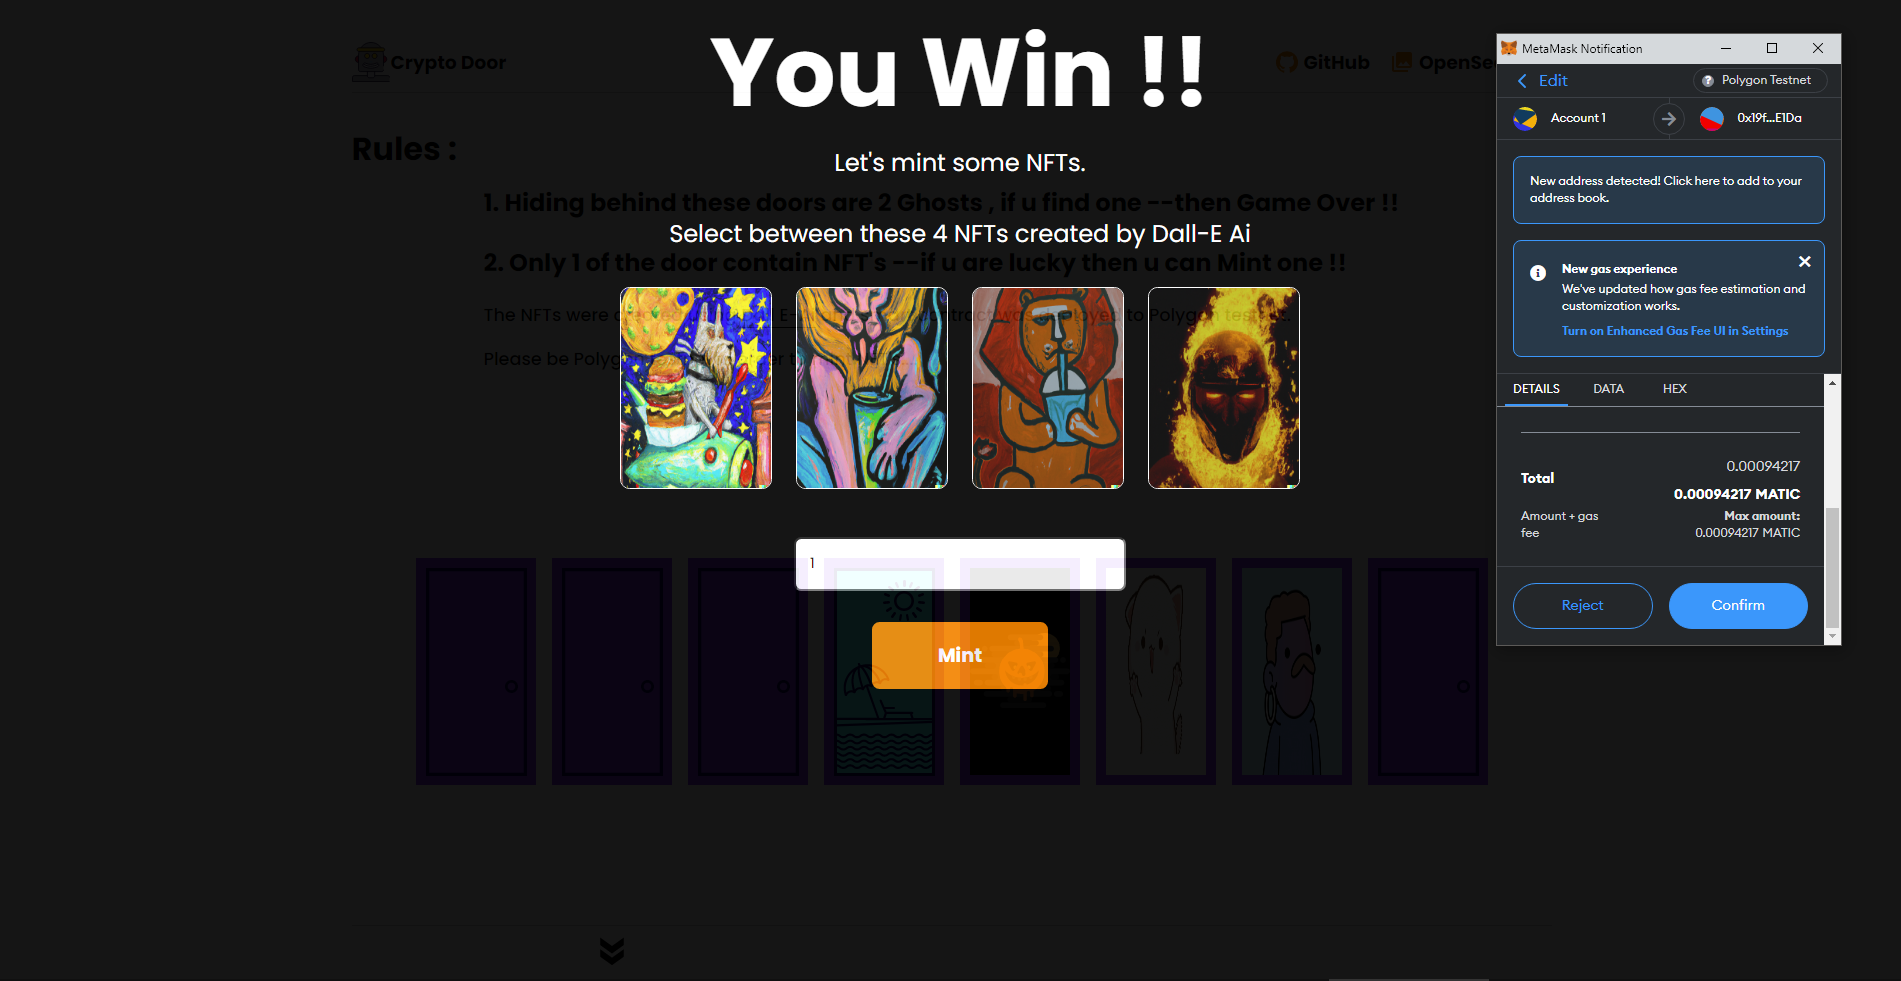 You Win !!
Crypto Door
GitHub
OpenSe
Rules :
Let's mint some NFTs.
1. Hiding behind these doors are 2 Ghosts , if u find one --then Game Over !!
Select between these 4 NFTs created by Dall-E Ai
2. Only 1 of the door contain NFT's --if u are lucky then u can Mint one !!
The NFTs were
to Polygon
Please be
1
Mint
MetaMask Notification
Edit
Polygon Testnet
Account 1
0x19f...E1Da
New address detected! Click here to add to your
address book.
New gas experience
We've updated how gas fee estimation and
customization works.
Turn on Enhanced Gas Fee UI in Settings
DETAILS
DATA
HEX
0.00094217
Total
0.00094217 MATIC
Amount + gas
fee
Max amount:
0.00094217 MATIC
Reject
Confirm